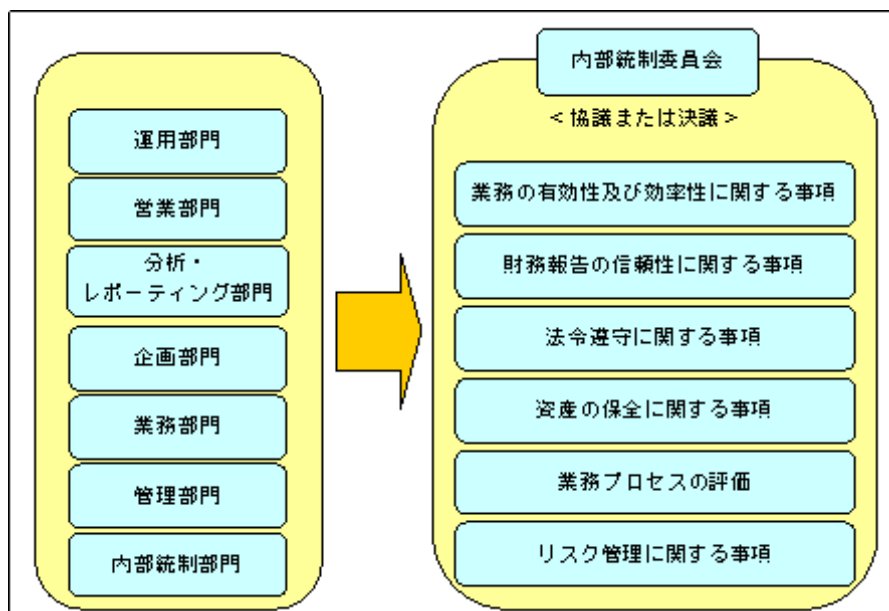 運用部門
営業部門
分析・
レポーティング部門
企画部門
業務部門
管理部門
内部統制部門
内部統制委員会
＜協議または決議＞
業務の有効性及び効率性に関する事項
財務報告の信頼性に関する事項
法令遵守に関する事項
資産の保全に関する事項
業務プロセスの評価
リスク管理に関する事項